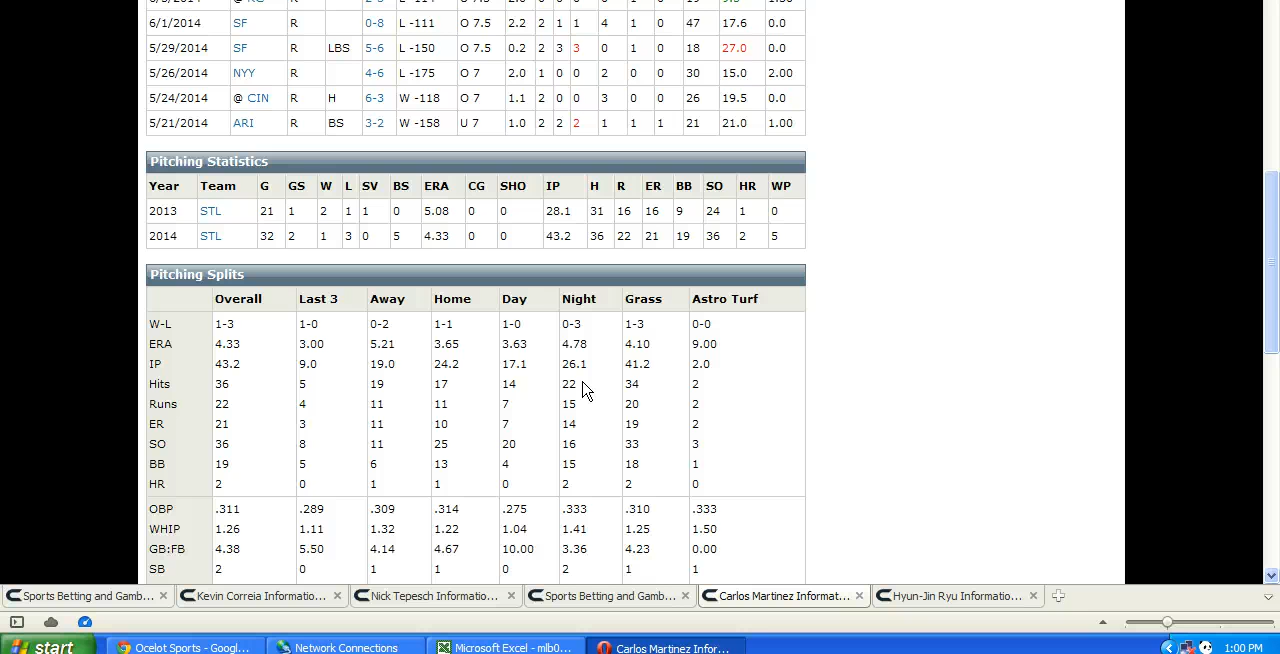 6/1/2014 SF R 0-8 L -111 O 7.5 2.2 2 1 1 4 1 0 47 17.6 0.0
5/29/2014 SF R LBS 5-6 L -150 O 7.5 0.2 2 3 3 0 1 0 18 27.0 0.0
5/26/2014 NYY R 4-6 L -175 O 7 2.0 1 0 0 2 0 0 30 15.0 2.00
5/24/2014 @ CIN R H 6-3 W -118 O 7 1.1 2 0 0 3 0 0 26 19.5 0.0
5/21/2014 ARI R BS 3-2 W -158 U 7 1.0 2 2 2 1 1 1 21 21.0 1.00
Pitching Statistics
Year Team G GS W L SV BS ERA CG SHO IP H R ER BB SO HR WP
2013 STL 21 1 2 1 1 0 5.08 0 0 28.1 31 16 16 9 24 1 0
2014 STL 32 2 1 3 0 5 4.33 0 0 43.2 36 22 21 19 36 2 5
Pitching Splits
Overall Last 3 Away Home Day Night Grass Astro Turf
W-L 1-3 1-0 0-2 1-1 1-0 0-3 1-3 0-0
ERA 4.33 3.00 5.21 3.65 3.63 4.78 4.10 9.00
IP 43.2 9.0 19.0 24.2 17.1 26.1 41.2 2.0
Hits 36 5 19 17 14 22 34 2
Runs 22 4 11 11 7 15 20 2
ER 21 3 11 10 7 14 19 2
SO 36 8 11 25 20 16 33 3
BB 19 5 6 13 4 15 18 1
HR 2 0 1 1 0 2 2 0
OBP .311 .289 .309 .314 .275 .333 .310 .333
WHIP 1.26 1.11 1.32 1.22 1.04 1.41 1.25 1.50
GB:FB 4.38 5.50 4.14 4.67 10.00 3.36 4.23 0.00
SB 2 0 1 1 0 2 1 1
Sports Betting and Gamb... Kevin Correia Informatio... Nick Tepesch Informatio... Sports Betting and Gamb... Carlos Martinez Informat... Hyun-Jin Ryu Informatio...
start Ocelot Sports - Googl... Network Connections Microsoft Excel - mlb0... Carlos Martinez Infor... 1:00 PM